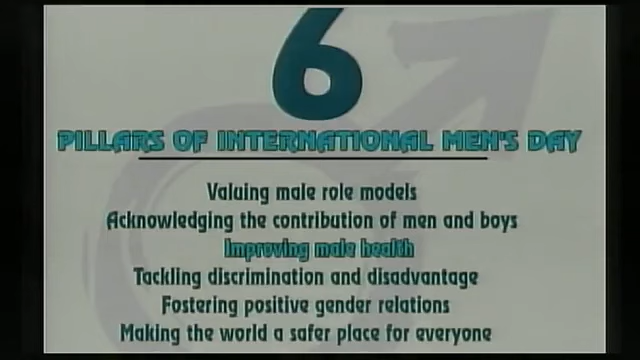 6
PILLARS OF INTERNATIONAL MEN'S DAY
Valuing male role models
Acknowledging the contribution of men and boys
Improving male health
Tackling discrimination and disadvantage
Fostering positive gender relations
Making the world a safer place for everyone